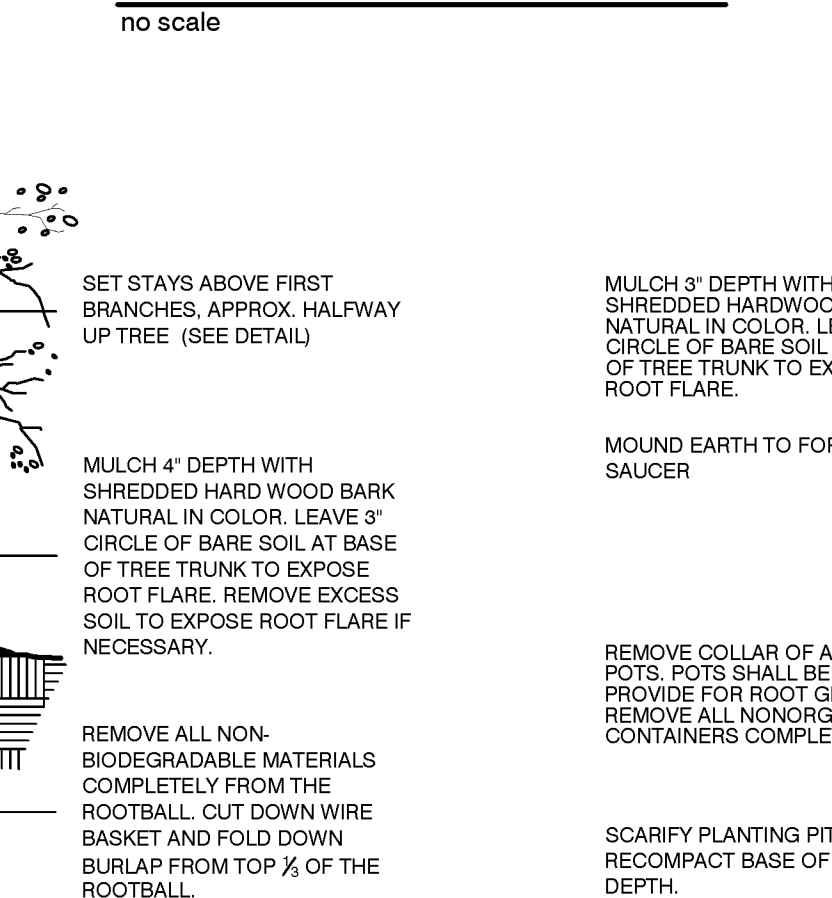 no scale
SET STAYS ABOVE FIRST
BRANCHES, APPROX. HALFWAY
UP TREE (SEE DETAIL)
MULCH 4" DEPTH WITH
SHREDDED HARD WOOD BARK
NATURAL IN COLOR. LEAVE 3"
CIRCLE OF BARE SOIL AT BASE
OF TREE TRUNK TO EXPOSE
ROOT FLARE. REMOVE EXCESS
SOIL TO EXPOSE ROOT FLARE IF
NECESSARY.
REMOVE ALL NON-
BIODEGRADABLE MATERIALS
COMPLETELY FROM THE
ROOTBALL. CUT DOWN WIRE
BASKET AND FOLD DOWN
BURLAP FROM TOP ⅓ OF THE
ROOTBALL.
MULCH 3" DEPTH WITH
SHREDDED HARDWOO
NATURAL IN COLOR. LE
CIRCLE OF BARE SOIL
OF TREE TRUNK TO EX
ROOT FLARE.
MOUND EARTH TO FOR
SAUCER
REMOVE COLLAR OF A
POTS. POTS SHALL BE
PROVIDE FOR ROOT G
REMOVE ALL NONORG
CONTAINERS COMPLE
SCARIFY PLANTING PIT
RECOMPACT BASE OF
DEPTH.